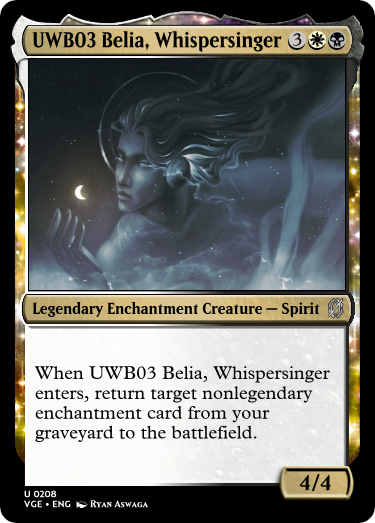 UWB03 Belia, Whispersinger 3
Legendary Enchantment Creature — Spirit
When UWB03 Belia, Whispersinger
enters, return target nonlegendary
enchantment card from your
graveyard to the battlefield.
4/4
U 0208
VGE • ENG Ryan Aswaga